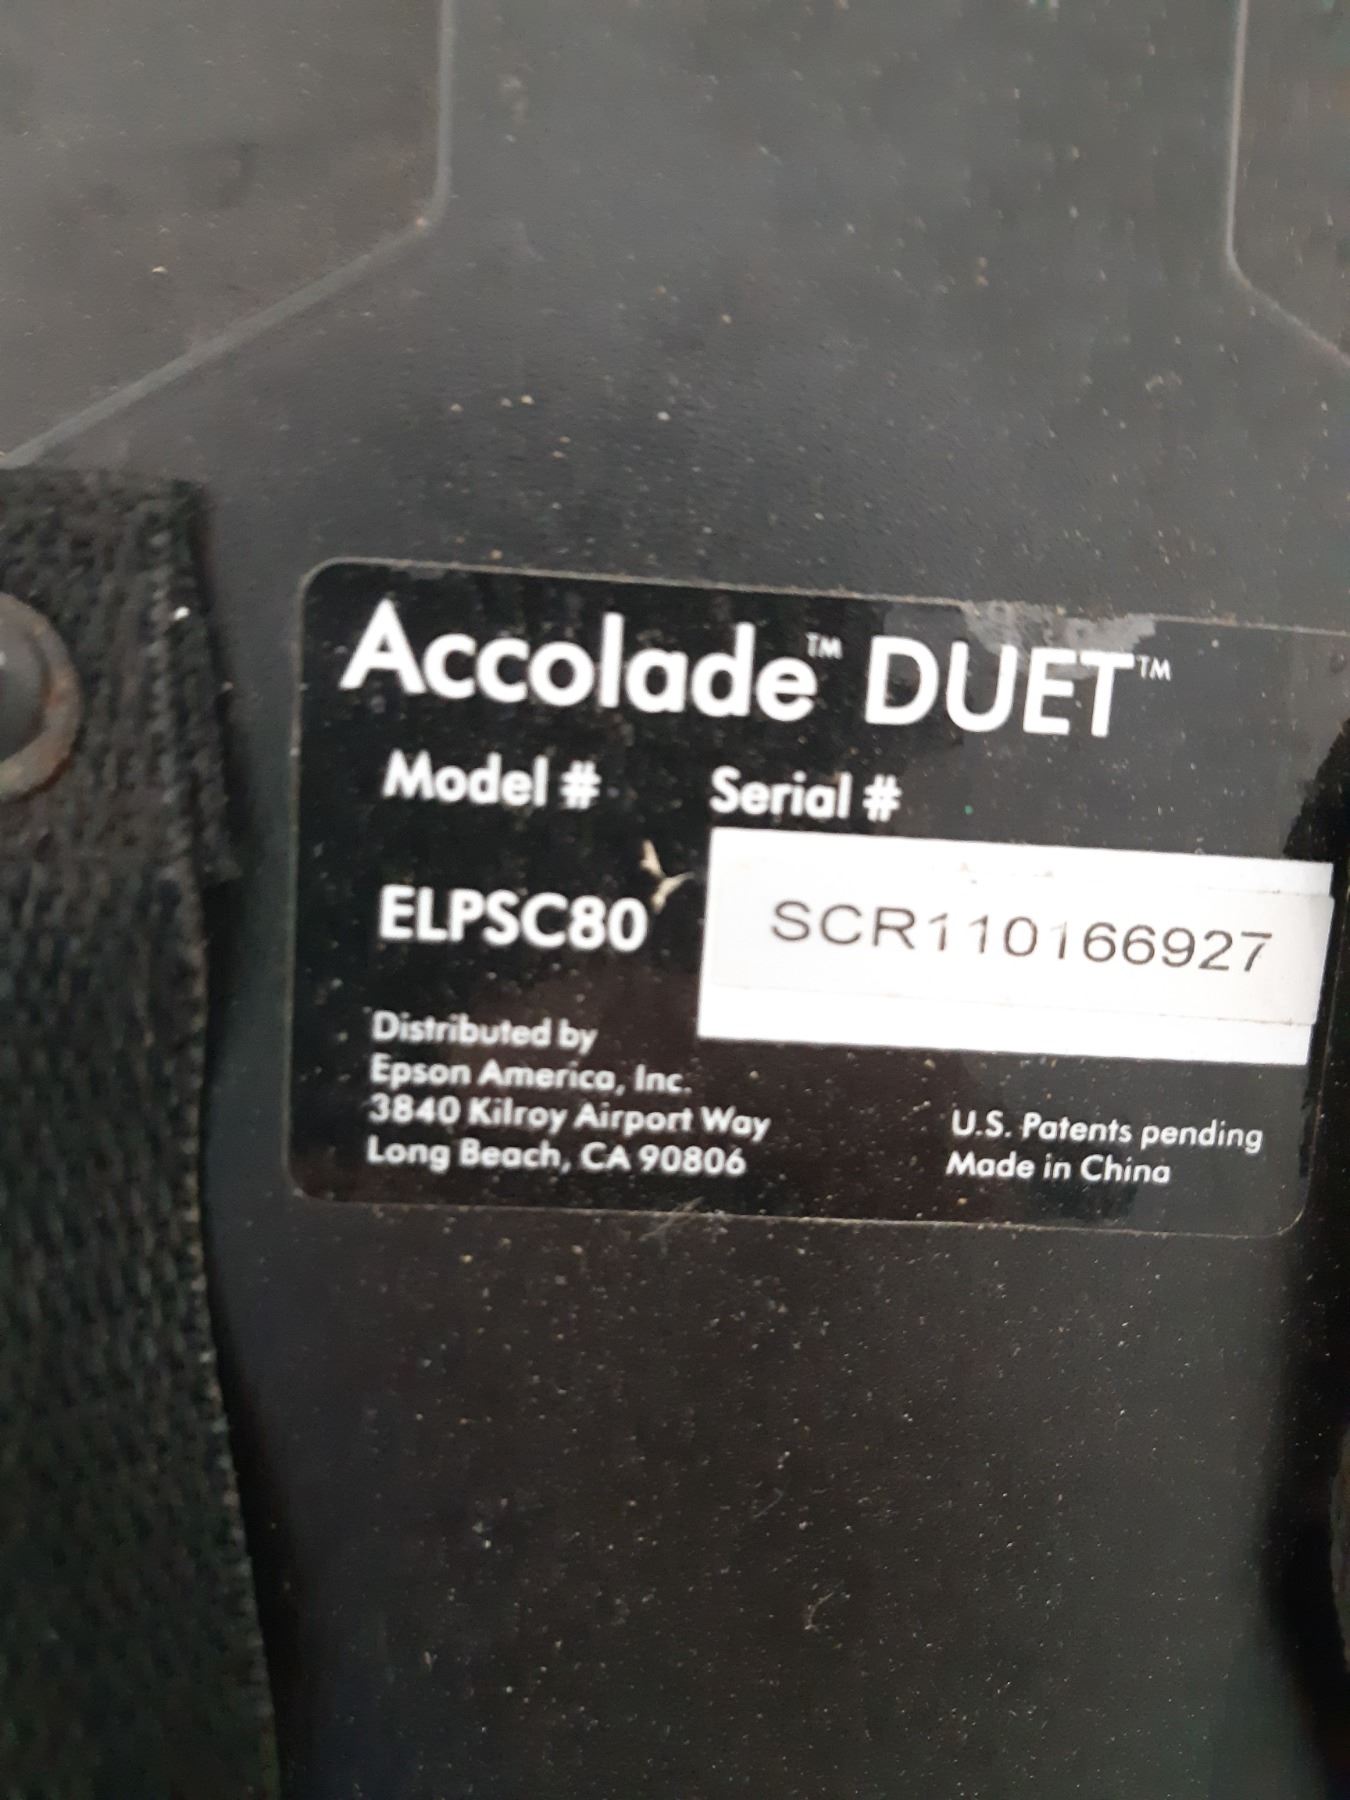 Accolade™ DUET™
Model # Serial #
ELPSC80 SCR110166927
Distributed by
Epson America, Inc.
3840 Kilroy Airport Way
Long Beach, CA 90806
U.S. Patents pending
Made in China